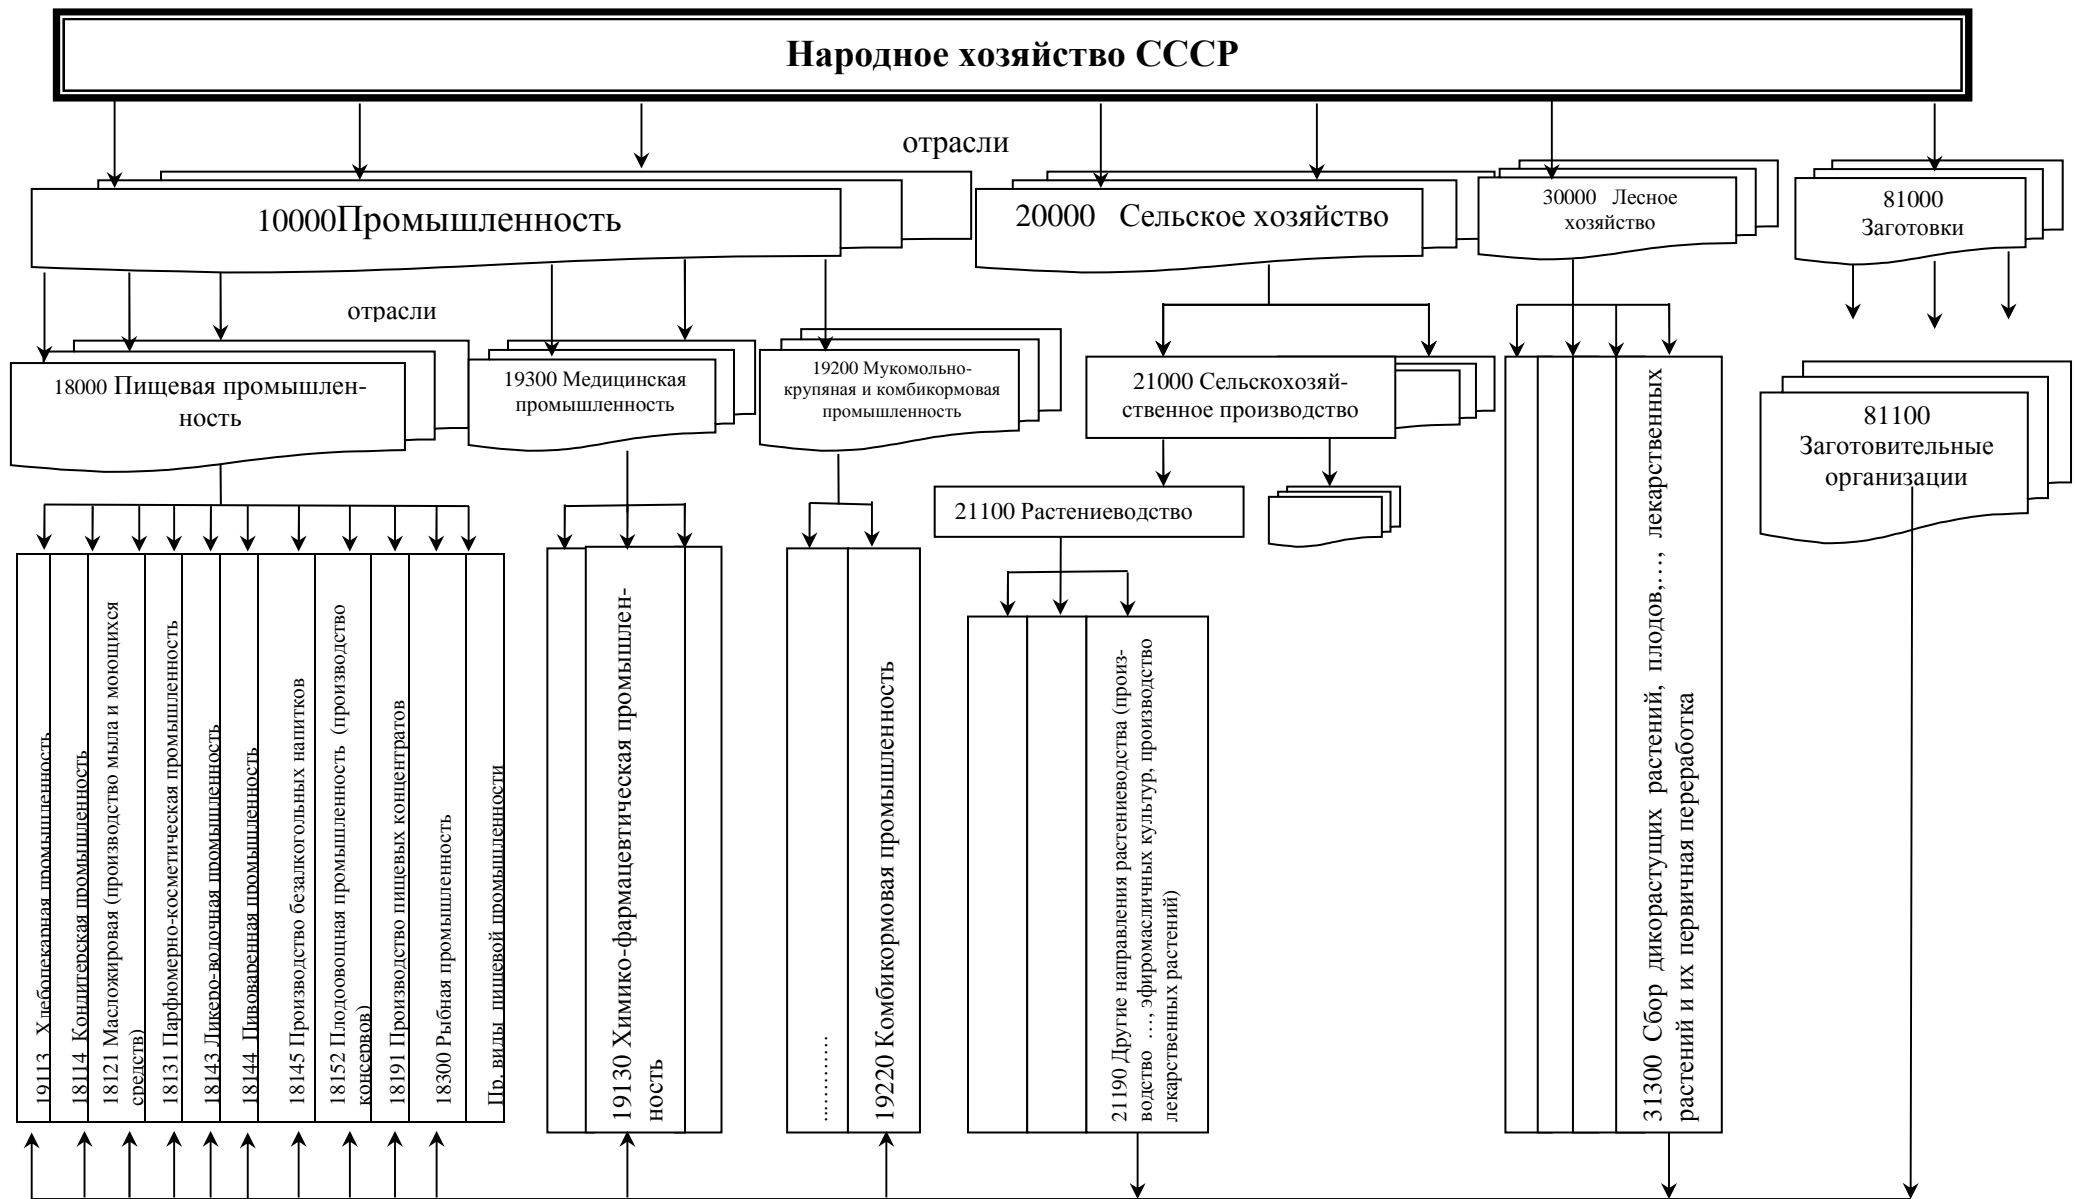 Народное хозяйство СССР
отрасли
10000Промышленность
20000 Сельское хозяйство
30000 Лесное
хозяйство
81000
Заготовки
отрасли
18000 Пищевая промышлен-
ность
19300 Медицинская
промышленность
19200 Мукомольно-
крупяная и комбикормовая
промышленность
21000 Сельскохозяй-
ственное производство
81100
Заготовительные
организации
21100 Растениеводство
19113 Хлебопекарная промышленность
18114 Кондитерская промышленность
18121 Масложировая (производство мыла и моющихся
средств)
18131 Парфюмерно-косметическая промышленность
18143 Ликеро-водочная промышленность
18144 Пивоваренная промышленность
18145 Производство безалкогольных напитков
18152 Плодоовощная промышленность (производство
консервов)
18191 Производство пищевых концентратов
18300 Рыбная промышленность
Пр. виды пищевой промышленности
19130 Химико-фармацевтическая промышлен-
ность
...………
19220 Комбикормовая промышленность
21190 Другие направления растениеводства (произ-
водство …, эфиромасличных культур, производство
лекарственных растений)
31300 Сбор дикорастущих растений, плодов,…, лекарственных
растений и их первичная переработка